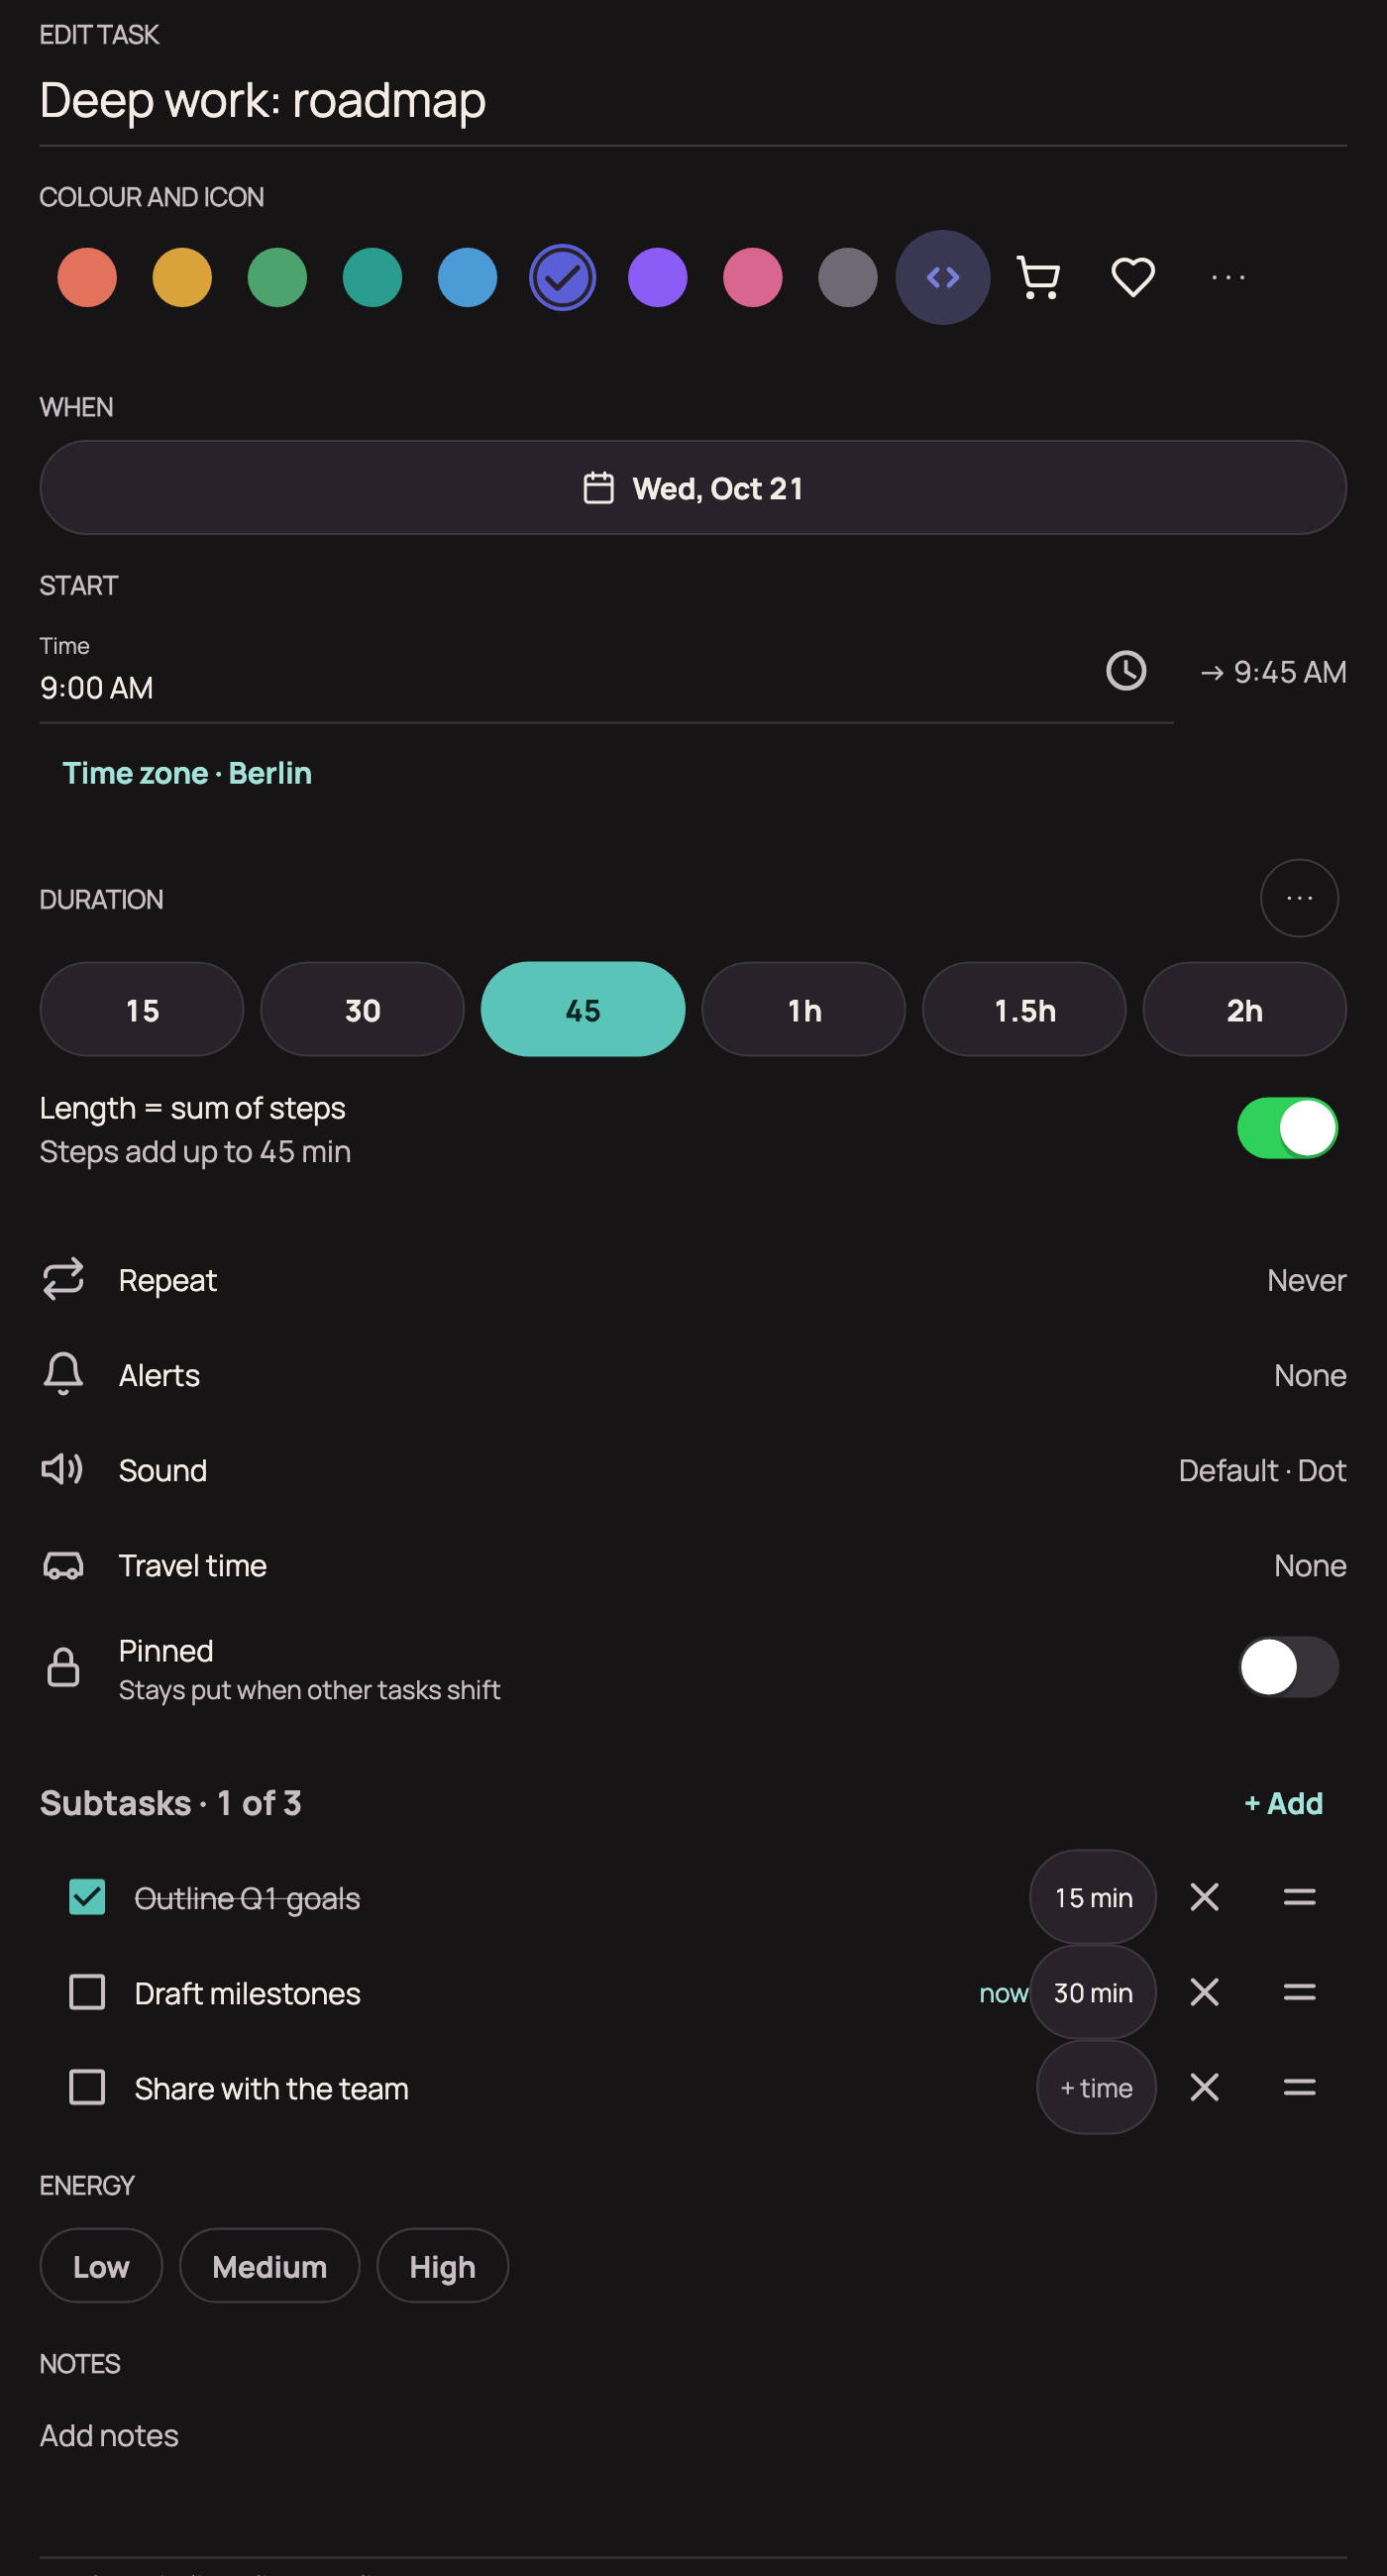 EDIT TASK
Deep work: roadmap
COLOUR AND ICON
...
WHEN
Wed, Oct 21
START
Time
9:00 AM
→ 9:45 AM
Time zone · Berlin
DURATION
...
15 30 45 1h 1.5h 2h
Length = sum of steps
Steps add up to 45 min
Repeat Never
Alerts None
Sound Default · Dot
Travel time None
Pinned
Stays put when other tasks shift
Subtasks · 1 of 3 + Add
Outline Q1 goals 15 min
Draft milestones now 30 min
Share with the team + time
ENERGY
Low Medium High
NOTES
Add notes